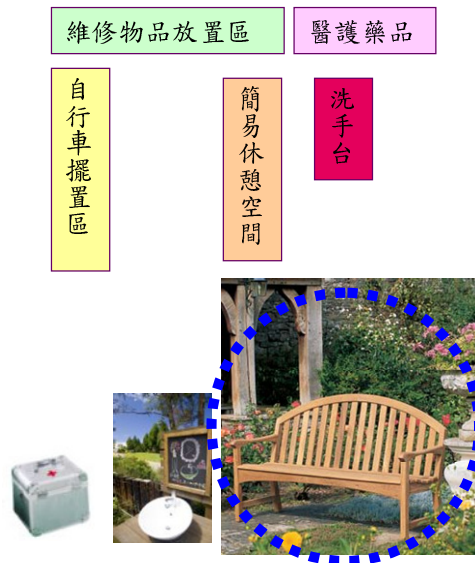 維修物品放置區
醫護藥品
自行車擺置區
簡易休憩空間
洗手台